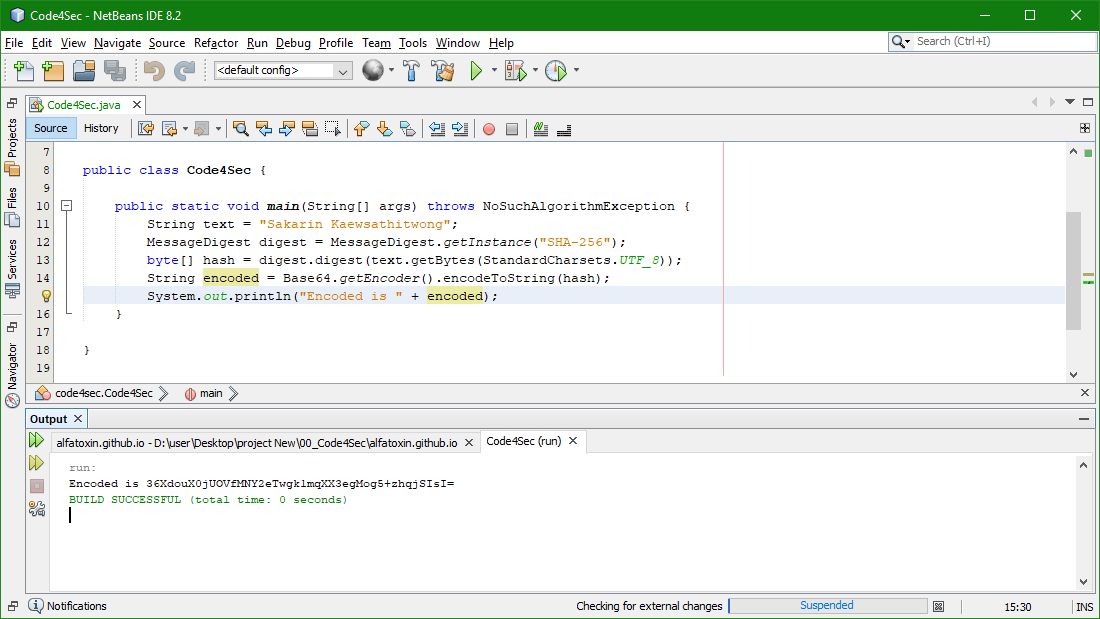 Code4Sec - NetBeans IDE 8.2
File Edit View Navigate Source Refactor Run Debug Profile Team Tools Window Help
Search (Ctrl+I)
<default config>
Code4Sec.java
Source History
Projects
Files
Services
Navigator
7
8 public class Code4Sec {
9
10 public static void main(String[] args) throws NoSuchAlgorithmException {
11 String text = "Sakarin Kaewsathitwong";
12 MessageDigest digest = MessageDigest.getInstance("SHA-256");
13 byte[] hash = digest.digest(text.getBytes(StandardCharsets.UTF_8));
14 String encoded = Base64.getEncoder().encodeToString(hash);
System.out.println("Encoded is " + encoded);
16 }
17
18 }
19
code4sec.Code4Sec main
Output
alfatoxin.github.io - D:\user\Desktop\project New\00_Code4Sec\alfatoxin.github.io Code4Sec (run)
run:
Encoded is 36XdouX0jUOVfMNY2eTwgklmqXX3egMog5+zhqjSIsI=
BUILD SUCCESSFUL (total time: 0 seconds)
Notifications Checking for external changes Suspended 15:30 INS